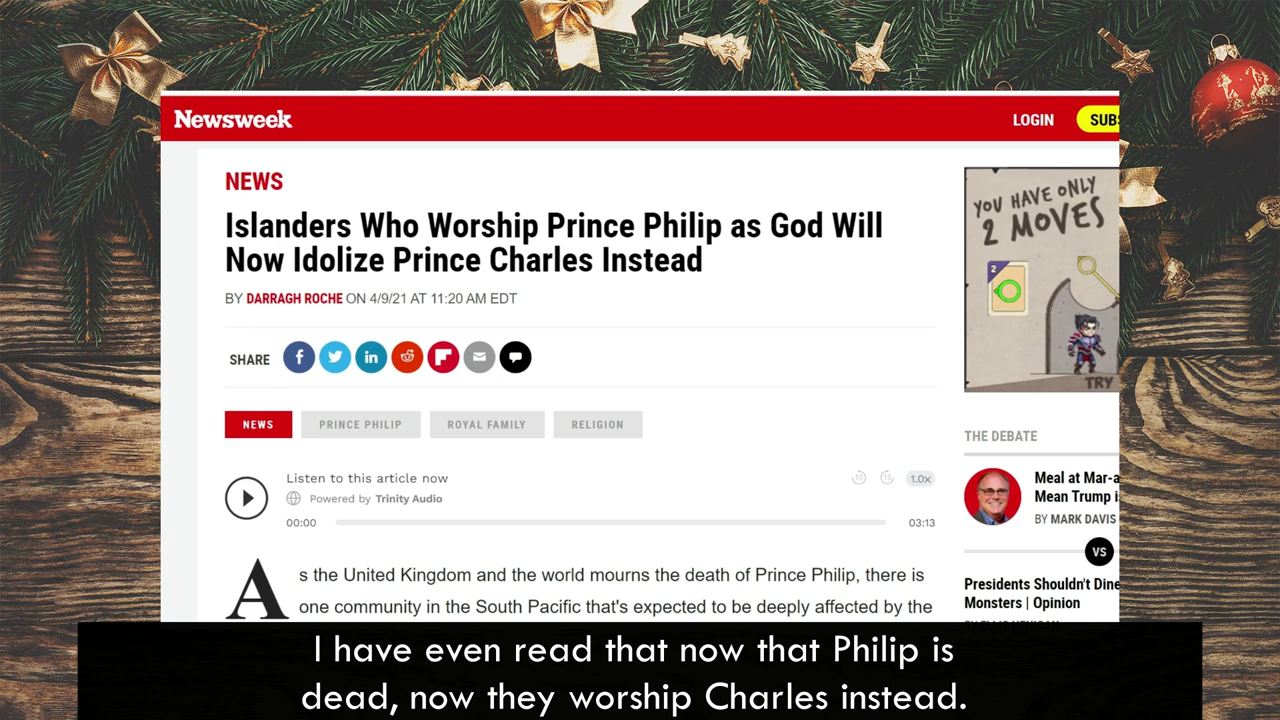 Newsweek
LOGIN
SUBS
NEWS
Islanders Who Worship Prince Philip as God Will
Now Idolize Prince Charles Instead
BY DARRAGH ROCHE ON 4/9/21 AT 11:20 AM EDT
SHARE
NEWS
PRINCE PHILIP
ROYAL FAMILY
RELIGION
Listen to this article now
10
10
1.0x
Powered by Trinity Audio
00:00
03:13
As the United Kingdom and the world mourns the death of Prince Philip, there is
one community in the South Pacific that's expected to be deeply affected by the
YOU HAVE ONLY
2 MOVES
2
TRY
THE DEBATE
Meal at Mar-a
Mean Trump i
BY MARK DAVIS
VS
Presidents Shouldn't Dine
Monsters | Opinion
I have even read that now that Philip is
dead, now they worship Charles instead.